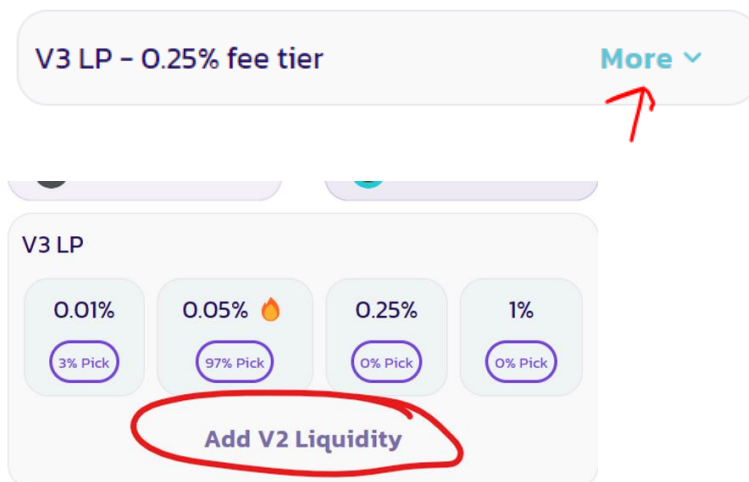 V3 LP - 0.25% fee tier More
V3 LP
0.01% 0.05% 0.25% 1%
3% Pick 97% Pick 0% Pick 0% Pick
Add V2 Liquidity